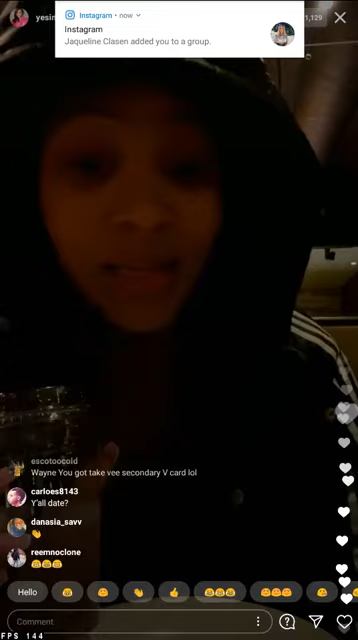 Instagram • now
Instagram
Jaqueline Clasen added you to a group.
yesin
1,129
escotoocold
Wayne You got take vee secondary V card lol
carloes8143
Y'all date?
danasia_savv
👋
reemnoclone
Hello
Comment
FPS 144